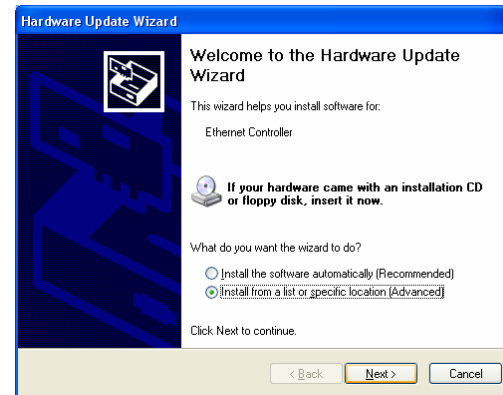 Hardware Update Wizard
Welcome to the Hardware Update
Wizard
This wizard helps you install software for:
Ethernet Controller
If your hardware came with an installation CD
or floppy disk, insert it now.
What do you want the wizard to do?
Install the software automatically (Recommended)
Install from a list or specific location (Advanced)
Click Next to continue.
< Back Next > Cancel